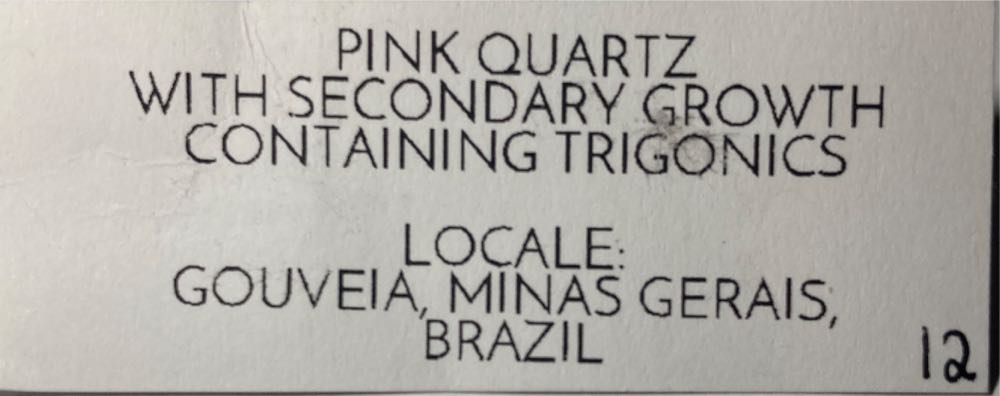 PINK QUARTZ
WITH SECONDARY GROWTH
CONTAINING TRIGONICS
LOCALE:
GOUVEIA, MINAS GERAIS,
BRAZIL
12